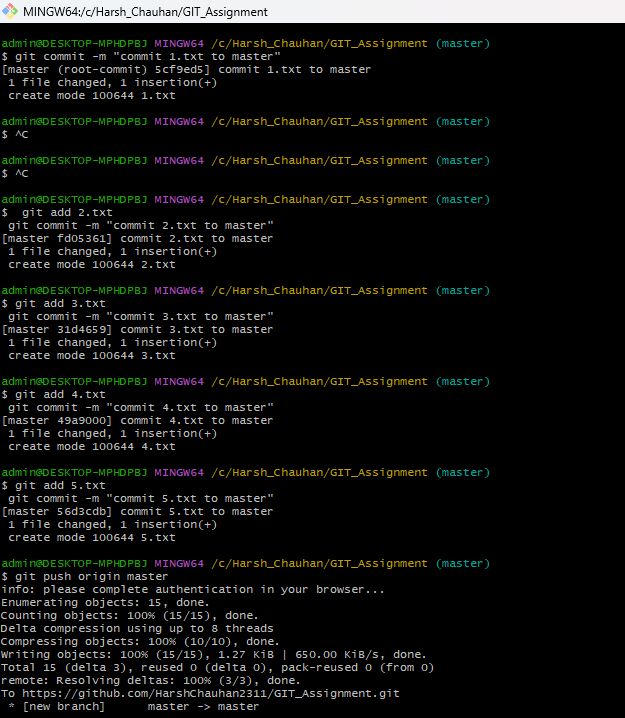 MINGW64:/c/Harsh_Chauhan/GIT_Assignment
admin@DESKTOP-MPHDPBJ MINGW64 /c/Harsh_Chauhan/GIT_Assignment (master)
$ git commit -m "commit 1.txt to master"
[master (root-commit) 5cf9ed5] commit 1.txt to master
 1 file changed, 1 insertion(+)
 create mode 100644 1.txt
admin@DESKTOP-MPHDPBJ MINGW64 /c/Harsh_Chauhan/GIT_Assignment (master)
$ ^C
admin@DESKTOP-MPHDPBJ MINGW64 /c/Harsh_Chauhan/GIT_Assignment (master)
$ ^C
admin@DESKTOP-MPHDPBJ MINGW64 /c/Harsh_Chauhan/GIT_Assignment (master)
$  git add 2.txt
 git commit -m "commit 2.txt to master"
[master fd05361] commit 2.txt to master
 1 file changed, 1 insertion(+)
 create mode 100644 2.txt
admin@DESKTOP-MPHDPBJ MINGW64 /c/Harsh_Chauhan/GIT_Assignment (master)
$ git add 3.txt
 git commit -m "commit 3.txt to master"
[master 31d4659] commit 3.txt to master
 1 file changed, 1 insertion(+)
 create mode 100644 3.txt
admin@DESKTOP-MPHDPBJ MINGW64 /c/Harsh_Chauhan/GIT_Assignment (master)
$ git add 4.txt
 git commit -m "commit 4.txt to master"
[master 49a9000] commit 4.txt to master
 1 file changed, 1 insertion(+)
 create mode 100644 4.txt
admin@DESKTOP-MPHDPBJ MINGW64 /c/Harsh_Chauhan/GIT_Assignment (master)
$ git add 5.txt
 git commit -m "commit 5.txt to master"
[master 56d3cdb] commit 5.txt to master
 1 file changed, 1 insertion(+)
 create mode 100644 5.txt
admin@DESKTOP-MPHDPBJ MINGW64 /c/Harsh_Chauhan/GIT_Assignment (master)
$ git push origin master
info: please complete authentication in your browser...
Enumerating objects: 15, done.
Counting objects: 100% (15/15), done.
Delta compression using up to 8 threads
Compressing objects: 100% (10/10), done.
Writing objects: 100% (15/15), 1.27 KiB | 650.00 KiB/s, done.
Total 15 (delta 3), reused 0 (delta 0), pack-reused 0 (from 0)
remote: Resolving deltas: 100% (3/3), done.
To https://github.com/HarshChauhan2311/GIT_Assignment.git
 * [new branch]      master -> master